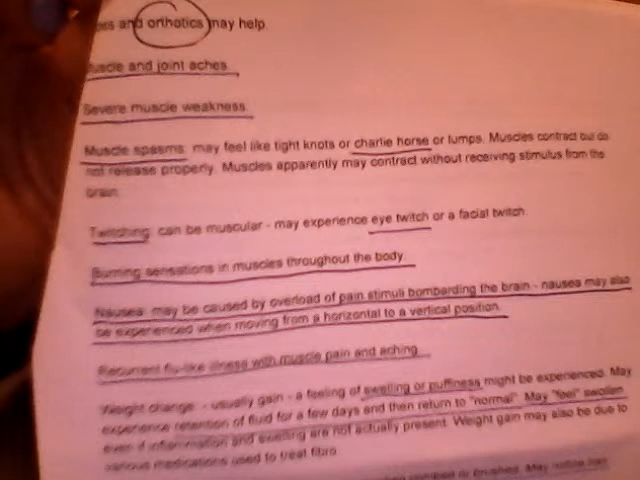 and orthotics may help.
muscle and joint aches.
Severe muscle weakness.
Muscle spasms: may feel like tight knots or charlie horse or lumps. Muscles contract but do
not release properly. Muscles apparently may contract without receiving stimulus from the
brain.
Twitching: can be muscular - may experience eye twitch or a facial twitch.
Burning sensations in muscles throughout the body.
Nausea: may be caused by overload of pain stimuli bombarding the brain - nausea may also
be experienced when moving from a horizontal to a vertical position.
Recurrent flu-like illness with muscle pain and aching.
Weight change: - usually gain - a feeling of swelling or puffiness might be experienced. May
experience retention of fluid for a few days and then return to "normal". May "feel" swollen
even if inflammation and swelling are not actually present. Weight gain may also be due to
various medications used to treat fibro.
or brushed. May notice